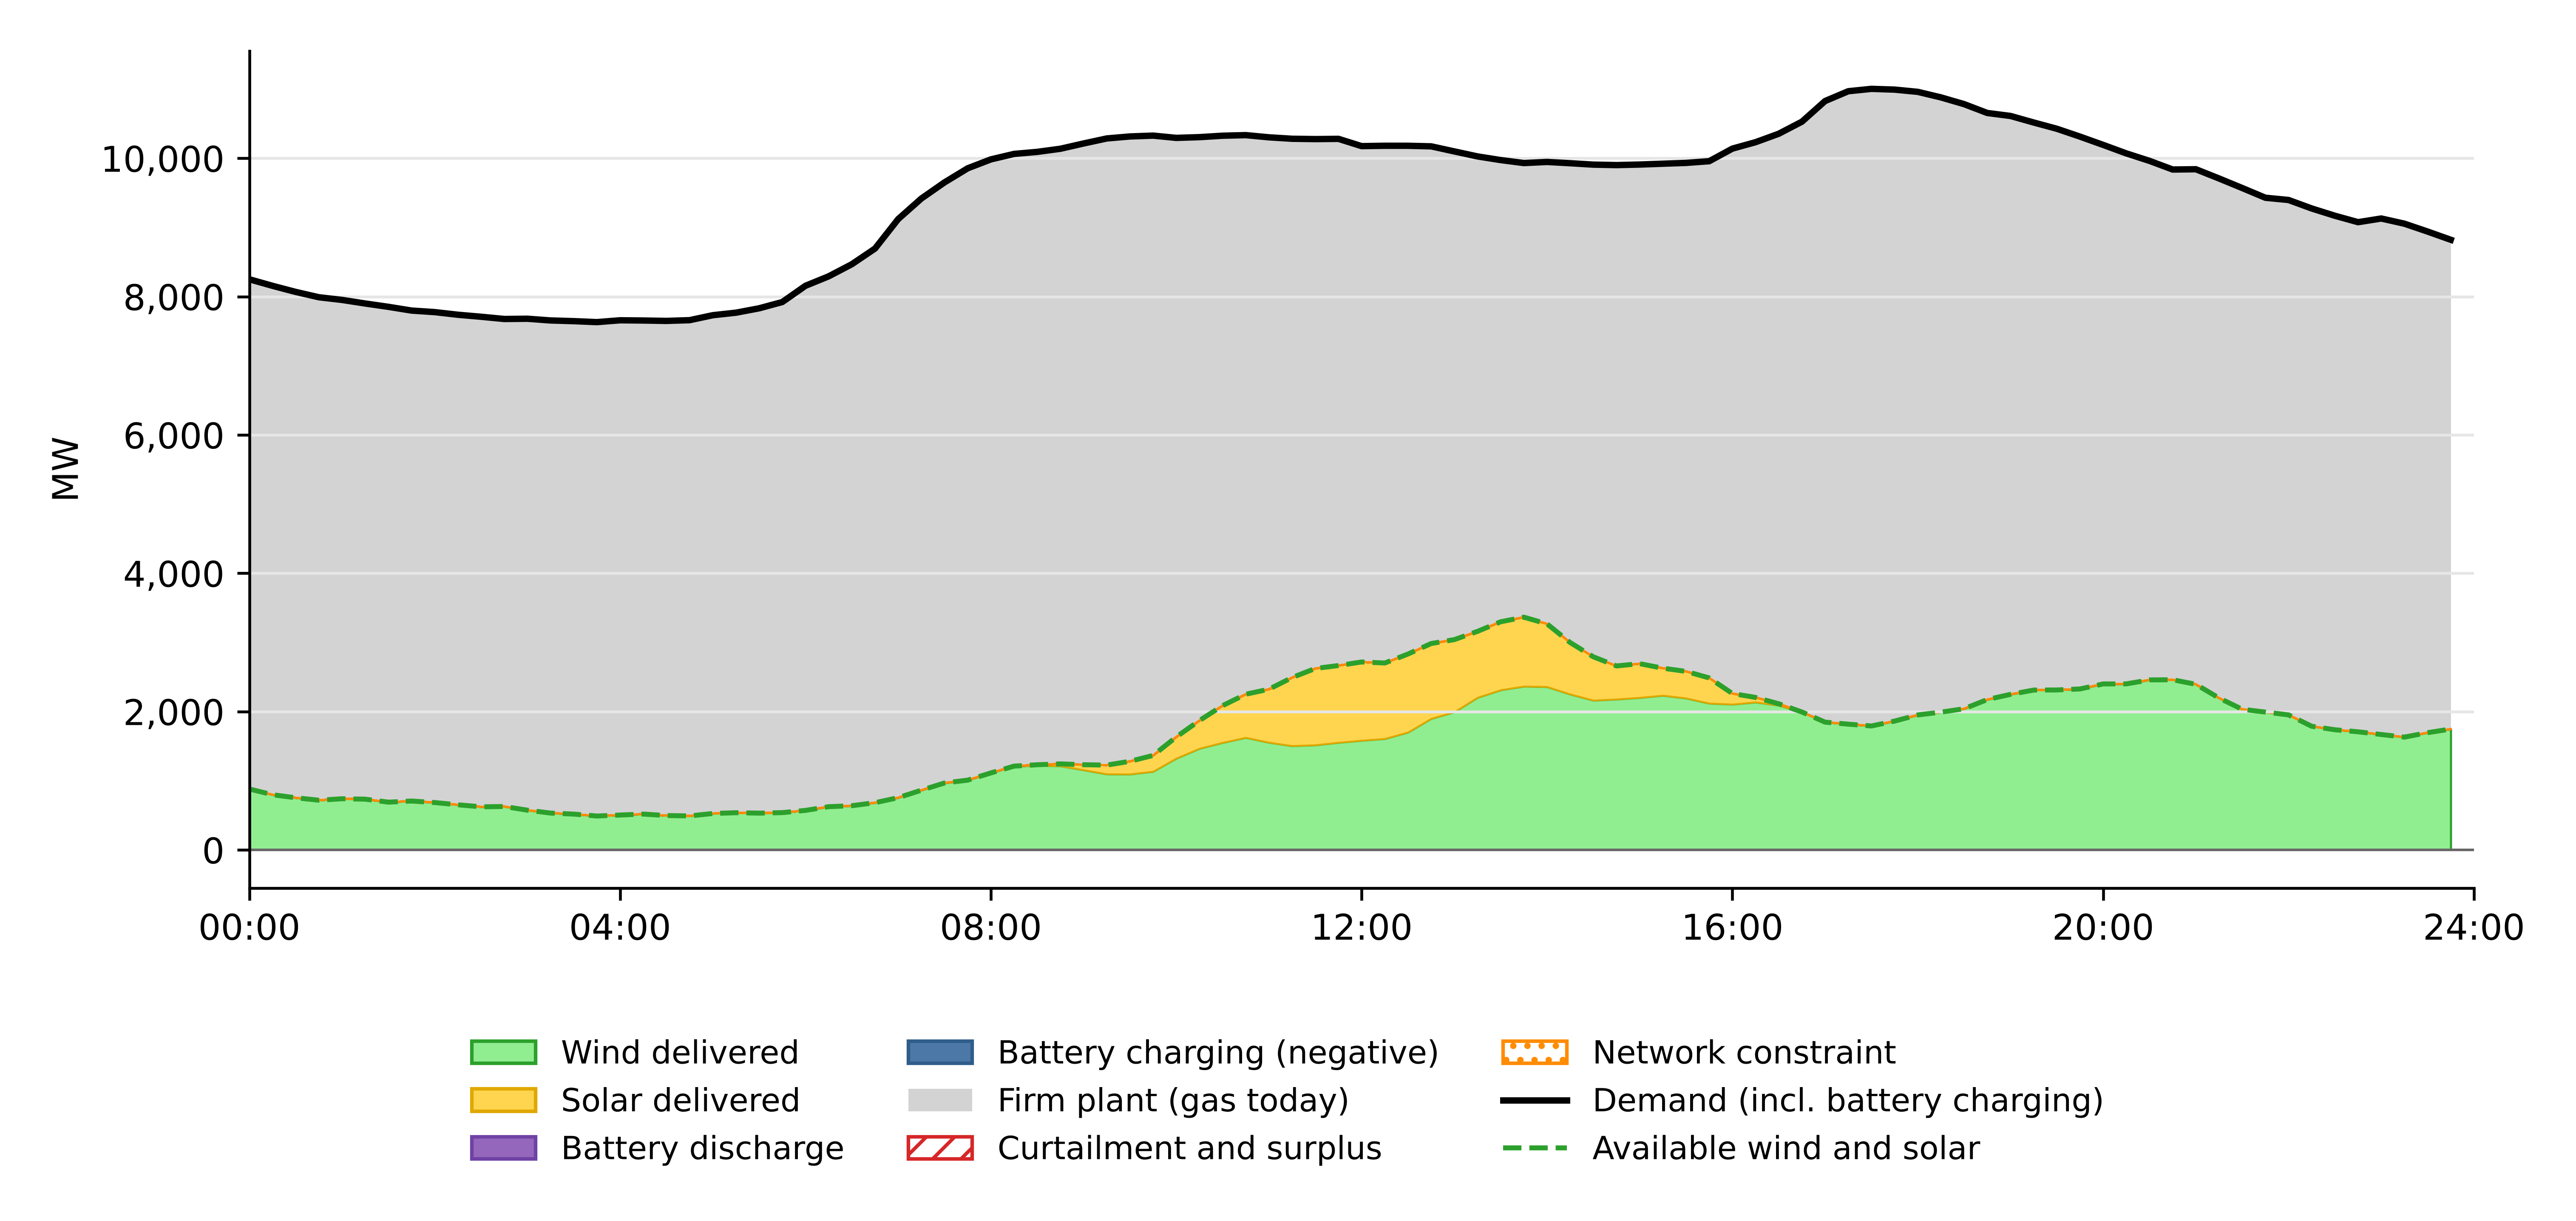 10,000
8,000
6,000
4,000
2,000
0
MW
00:00 04:00 08:00 12:00 16:00 20:00 24:00
Wind delivered
Solar delivered
Battery discharge
Battery charging (negative)
Firm plant (gas today)
Curtailment and surplus
Network constraint
Demand (incl. battery charging)
Available wind and solar